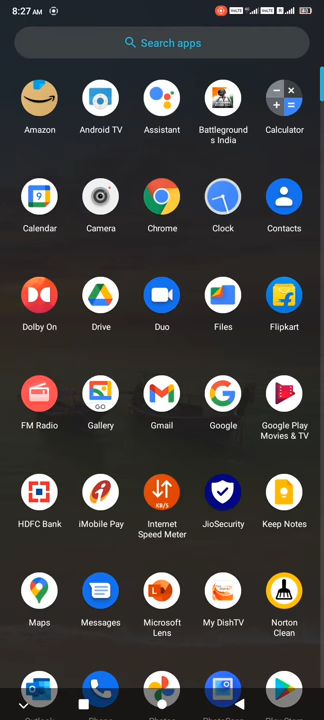 8:27 AM
Search apps
Amazon
Android TV
Assistant
Battleground
s India
Calculator
Calendar
Camera
Chrome
Clock
Contacts
Dolby On
Drive
Duo
Files
Flipkart
FM Radio
Gallery
Gmail
Google
Google Play
Movies & TV
HDFC Bank
iMobile Pay
Internet
Speed Meter
JioSecurity
Keep Notes
Maps
Messages
Microsoft
Lens
My DishTV
Norton
Clean